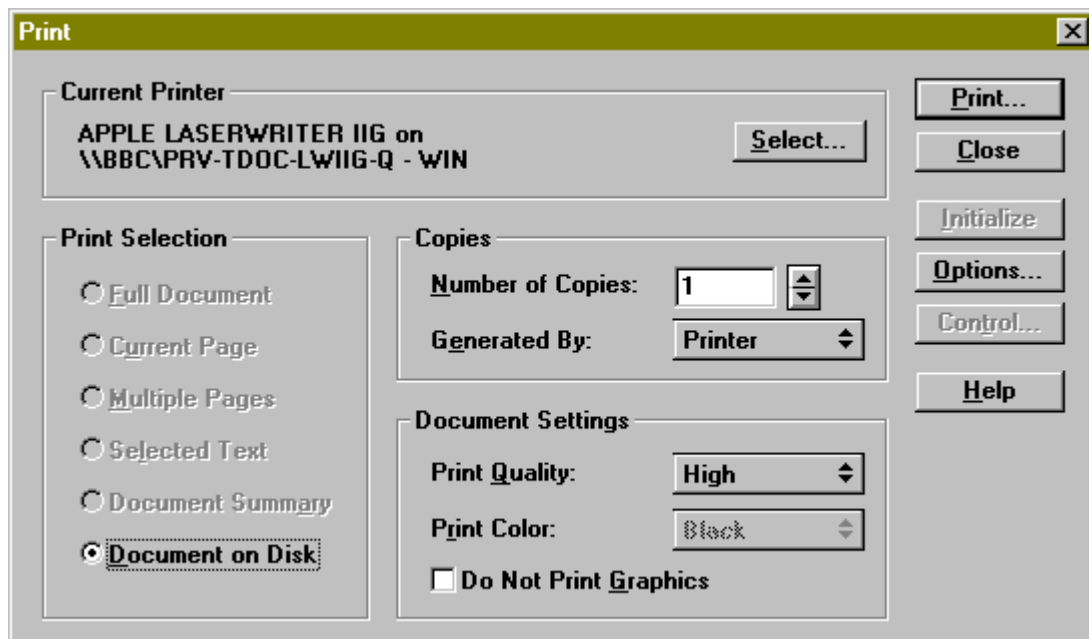 Print
Current Printer
APPLE LASERWRITER IIG on
\\BBC\PRV-TDOC-LWIIG-Q - WIN
Select...
Print...
Close
Initialize
Options...
Control...
Help
Print Selection
Full Document
Current Page
Multiple Pages
Selected Text
Document Summary
Document on Disk
Copies
Number of Copies: 1
Generated By: Printer
Document Settings
Print Quality: High
Print Color: Black
Do Not Print Graphics